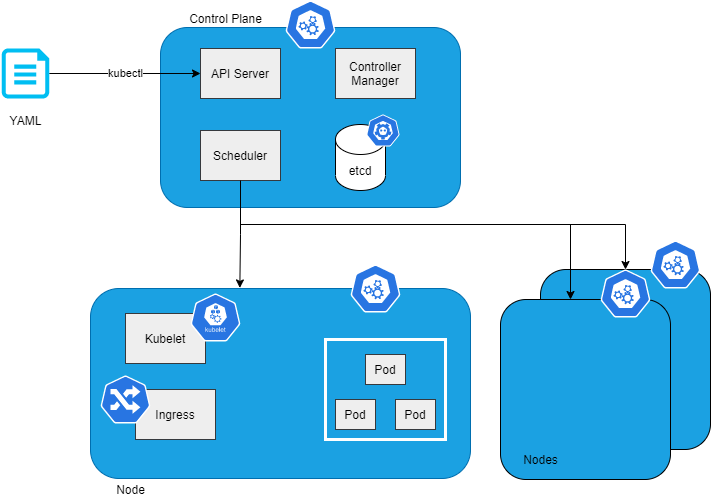 Control Plane
API Server
Controller
Manager
kubectl
YAML
Scheduler
etcd
Kubelet
kubelet
Pod
Ingress
Pod
Pod
Nodes
Node